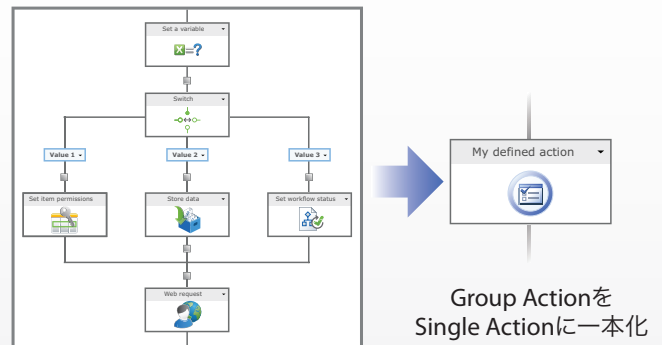 Set a variable
X=?
Switch
Value 1
Value 2
Value 3
Set item permissions
Store data
Set workflow status
Web request
My defined action
Group Actionを
Single Actionに一本化